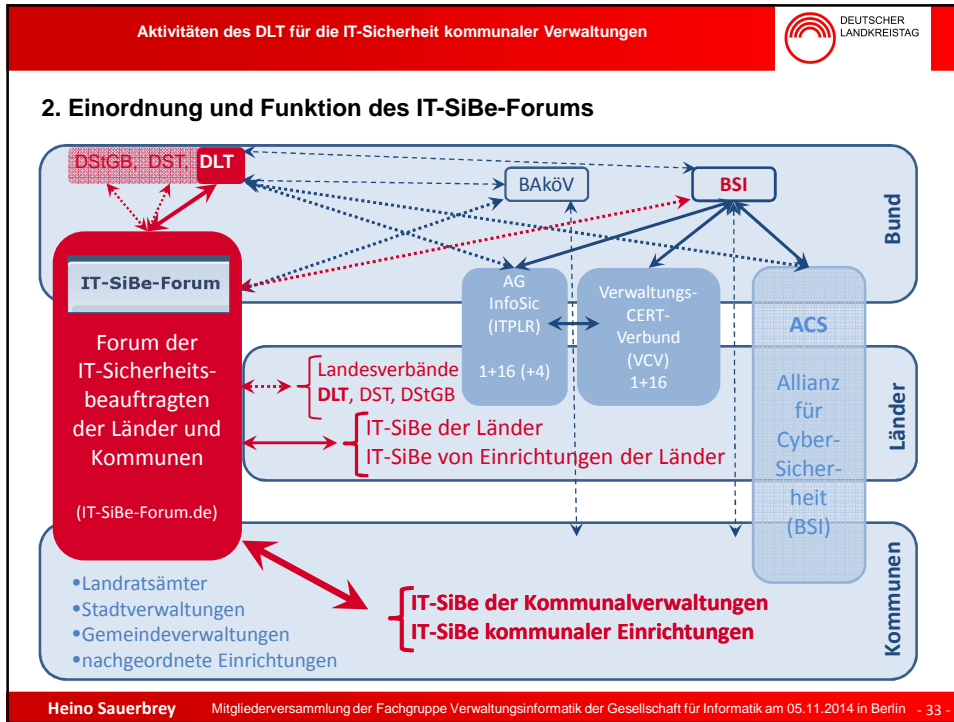 Aktivitäten des DLT für die IT-Sicherheit kommunaler Verwaltungen
DEUTSCHER
LANDKREISTAG
2. Einordnung und Funktion des IT-SiBe-Forums
DStGB, DST, DLT
BAköV
BSI
Bund
IT-SiBe-Forum
Forum der
IT-Sicherheits-
beauftragten
der Länder und
Kommunen
(IT-SiBe-Forum.de)
AG
InfoSic
(ITPLR)
1+16 (+4)
Verwaltungs-
CERT-
Verbund
(VCV)
1+16
ACS
Allianz
für
Cyber-
Sicher-
heit
(BSI)
Landesverbände
DLT, DST, DStGB
IT-SiBe der Länder
IT-SiBe von Einrichtungen der Länder
Länder
•Landratsämter
•Stadtverwaltungen
•Gemeindeverwaltungen
•nachgeordnete Einrichtungen
IT-SiBe der Kommunalverwaltungen
IT-SiBe kommunaler Einrichtungen
Kommunen
Heino Sauerbrey Mitgliederversammlung der Fachgruppe Verwaltungsinformatik der Gesellschaft für Informatik am 05.11.2014 in Berlin - 33 -